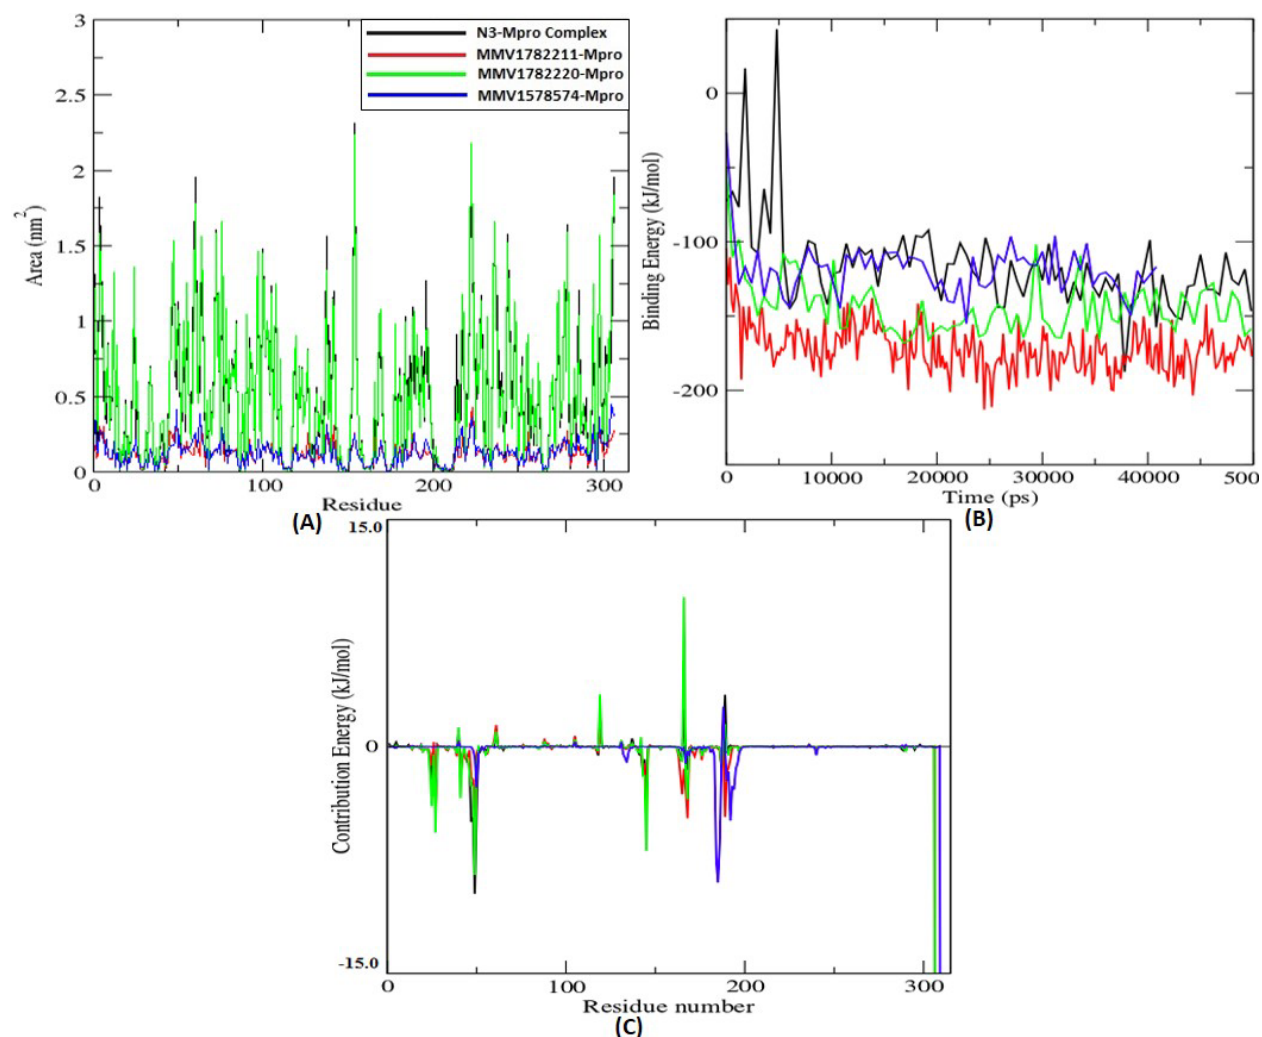 3
2.5
2
1.5
1
0.5
0
Area (nm2)
0
100
200
300
Residue
(A)
N3-Mpro Complex
MMV1782211-Mpro
MMV1782220-Mpro
MMV1578574-Mpro
0
-100
-200
Binding Energy (kJ/mol)
0
10000
20000
30000
40000
500
Time (ps)
(B)
15.0
0
-15.0
Contribution Energy (kJ/mol)
0
100
200
300
Residue number
(C)